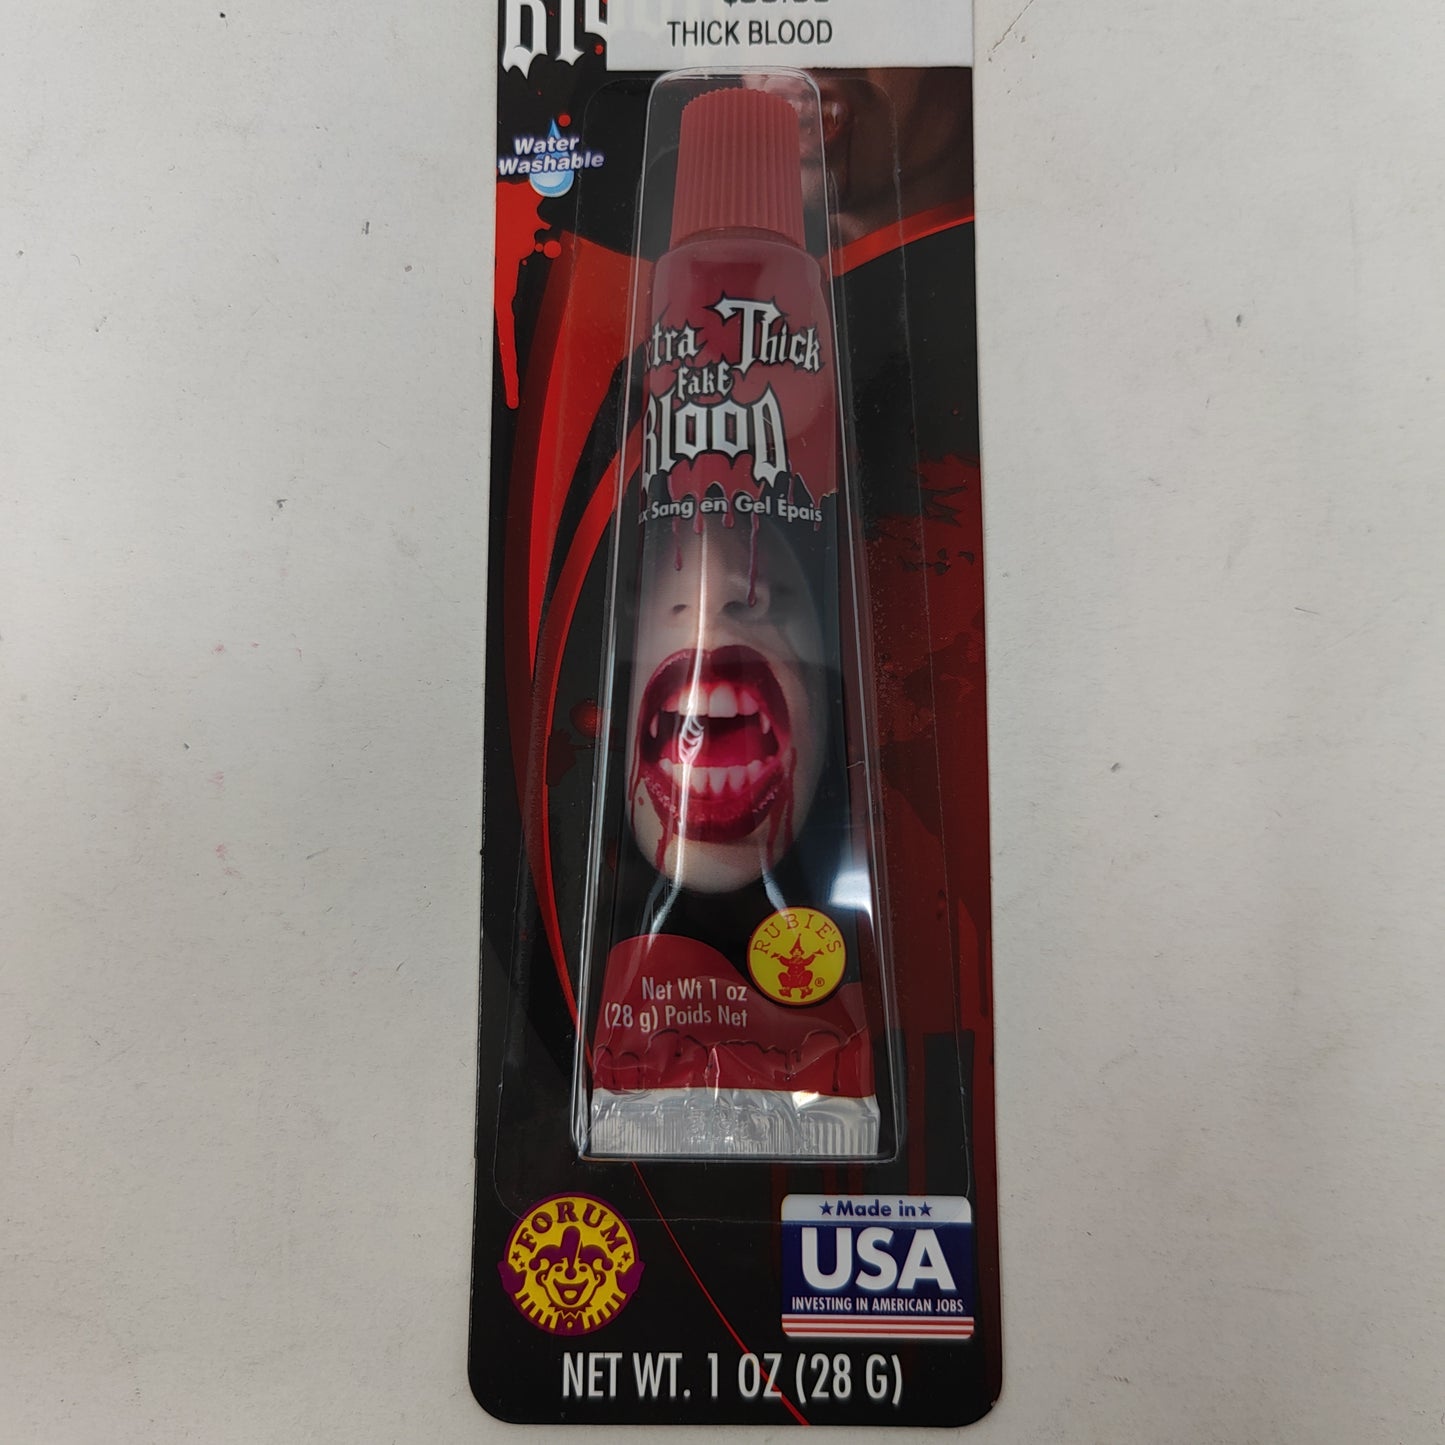 THICK BLOOD
Water
Washable
Thick
Fake
Blood
Sang en Gel Épais
RUBIE'S
®
Net Wt 1 oz
(28 g) Poids Net
FORUM
★Made in★
USA
INVESTING IN AMERICAN JOBS
NET WT. 1 OZ (28 G)